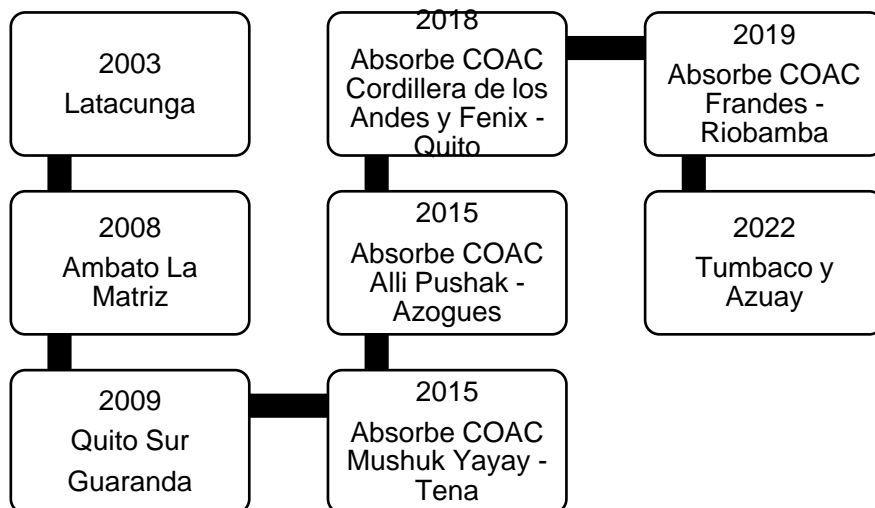 2003
Latacunga
2008
Ambato La
Matriz
2009
Quito Sur
Guaranda
2015
Absorbe COAC
Mushuk Yayay -
Tena
2015
Absorbe COAC
Alli Pushak -
Azogues
2018
Absorbe COAC
Cordillera de los
Andes y Fenix -
Quito
2019
Absorbe COAC
Frandes -
Riobamba
2022
Tumbaco y
Azuay